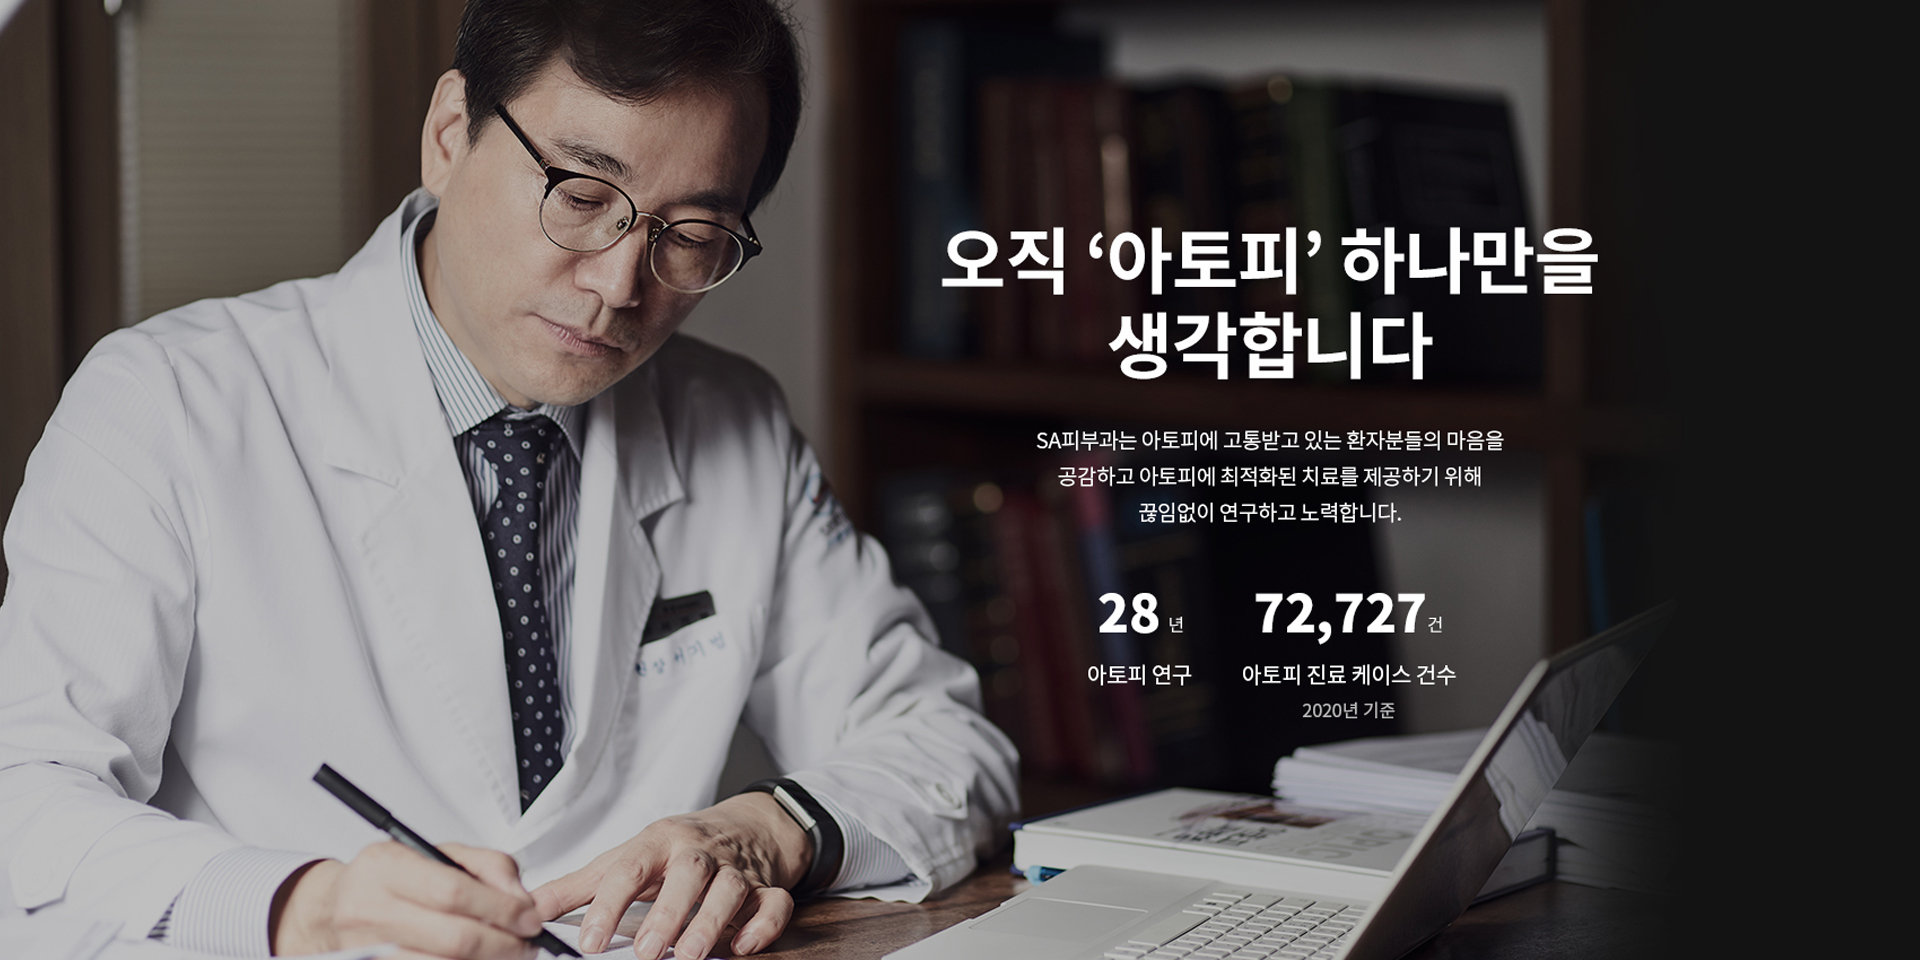 오직 ‘아토피’ 하나만을
생각합니다
SA피부과는 아토피에 고통받고 있는 환자분들의 마음을
공감하고 아토피에 최적화된 치료를 제공하기 위해
끊임없이 연구하고 노력합니다.
28 년
72,727건
아토피 연구
아토피 진료 케이스 건수
2020년 기준